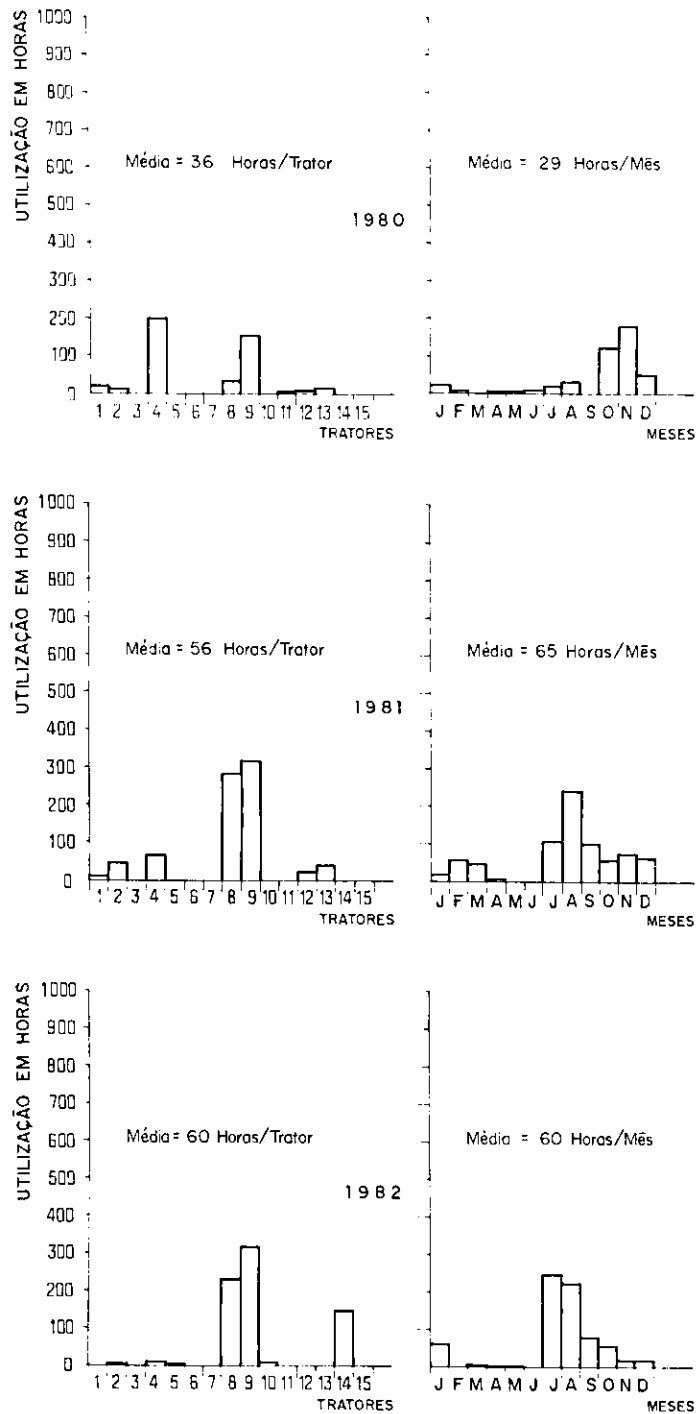 UTILIZAÇÃO EM HORAS
1000
900
800
700
600
500
400
300
250
100
0
Média = 36 Horas/Trator
Média = 29 Horas/Mês
1980
1 2 3 4 5 6 7 8 9 10 11 12 13 14 15
TRATORES
J F M A M J J A S O N D
MESES
UTILIZAÇÃO EM HORAS
1000
900
800
700
600
500
400
300
100
0
Média = 56 Horas/Trator
Média = 65 Horas/Mês
1981
1 2 3 4 5 6 7 8 9 10 11 12 13 14 15
TRATORES
J F M A M J J A S O N D
MESES
UTILIZAÇÃO EM HORAS
1000
900
800
700
600
500
400
300
200
100
0
Média = 60 Horas/Trator
Média = 60 Horas/Mês
1982
1 2 3 4 5 6 7 8 9 10 11 12 13 14 15
TRATORES
J F M A M J J A S O N D
MESES